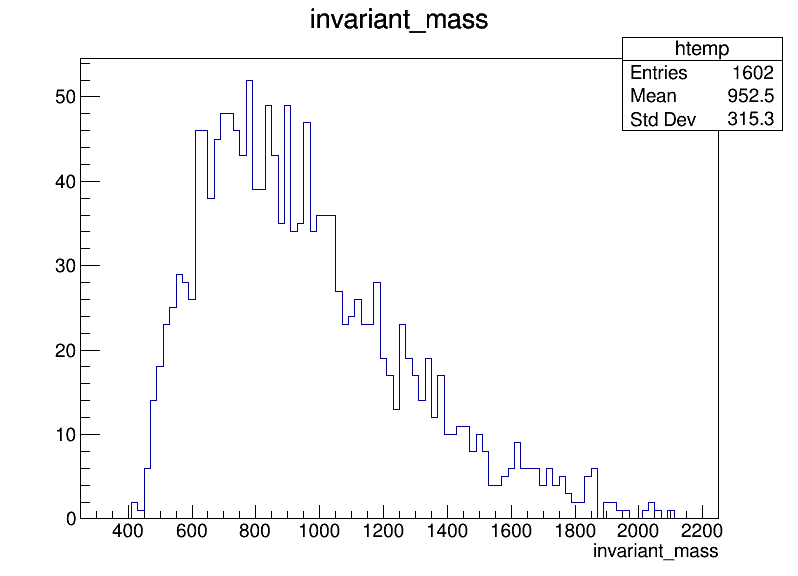 invariant_mass
htemp
Entries 1602
Mean 952.5
Std Dev 315.3
50
40
30
20
10
0
400 600 800 1000 1200 1400 1600 1800 2000 2200
invariant_mass